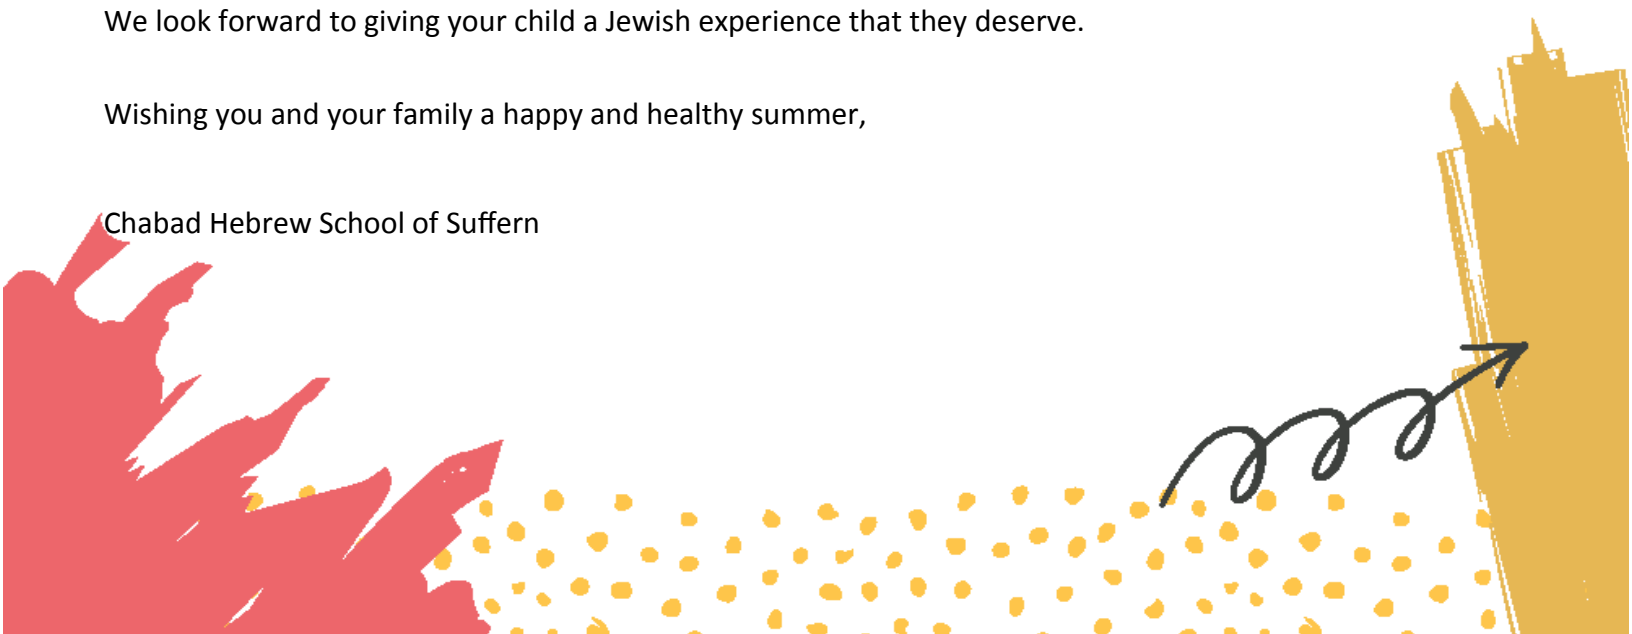 We look forward to giving your child a Jewish experience that they deserve.
Wishing you and your family a happy and healthy summer,
Chabad Hebrew School of Suffern